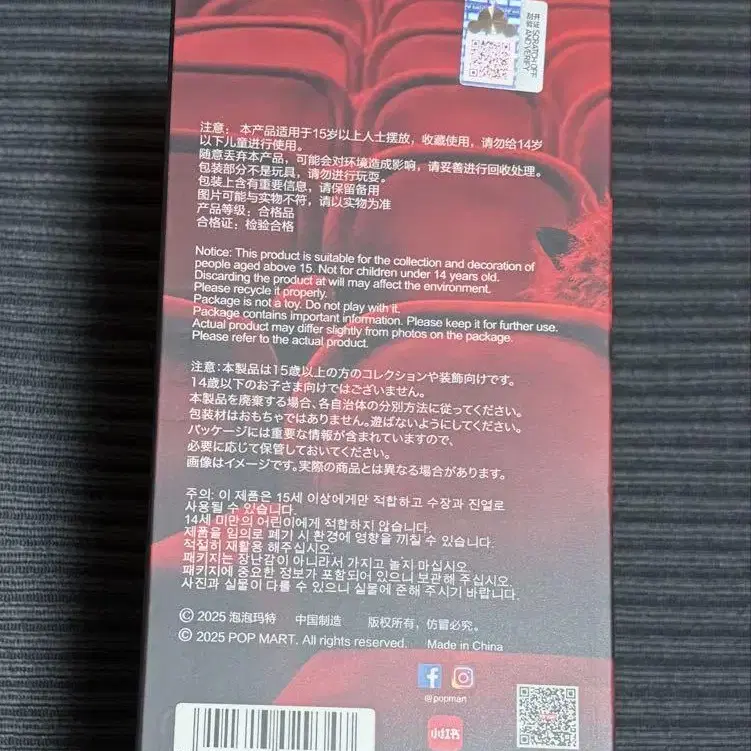 开涂层
SCRATCH OFF
AND VERIFY
注意： 本产品适用于15岁以上人士摆放，收藏使用，请勿给14岁
以下儿童进行使用。
随意丢弃本产品，可能会对环境造成影响，请妥善进行回收处理。
包装部分不是玩具，请勿进行玩耍。
包装上含有重要信息，请保留备用
图片可能与实物不符，请以实物为准
产品等级：合格品
合格证：检验合格
Notice: This product is suitable for the collection and decoration of
people aged above 15. Not for children under 14 years old.
Discarding the product at will may affect the environment.
Please recycle it properly.
Package is not a toy. Do not play with it.
Package contains important information. Please keep it for further use.
Actual product may differ slightly from photos on the package.
Please refer to the actual product.
注意：本製品は15歳以上の方のコレクションや装飾向けです。
14歳以下のお子さま向けではございません。
本製品を廃棄する場合、各自治体の分別方法に従ってください。
包装材はおもちゃではありません。遊ばないようにしてください。
パッケージには重要な情報が含まれていますので、
必要に応じて保管しておいてください。
画像はイメージです。実際の商品とは異なる場合があります。
주의: 이 제품은 15세 이상에게만 적합하고 수장과 진열로
사용될 수 있습니다.
14세 미만의 어린이에게 적합하지 않습니다.
제품을 임의로 폐기 시 환경에 영향을 끼칠 수 있습니다.
적절히 재활용 해주십시오.
패키지는 장난감이 아니라서 가지고 놀지 마십시오
패키지에 중요한 정보가 포함되어 있으니 보관해 주십시오.
사진과 실물이 다를 수 있으니 실물에 준해 주시기 바랍니다.
© 2025 泡泡玛特 中国制造 版权所有，仿冒必究。
© 2025 POP MART. All rights reserved. Made in China
@popmart
小红书